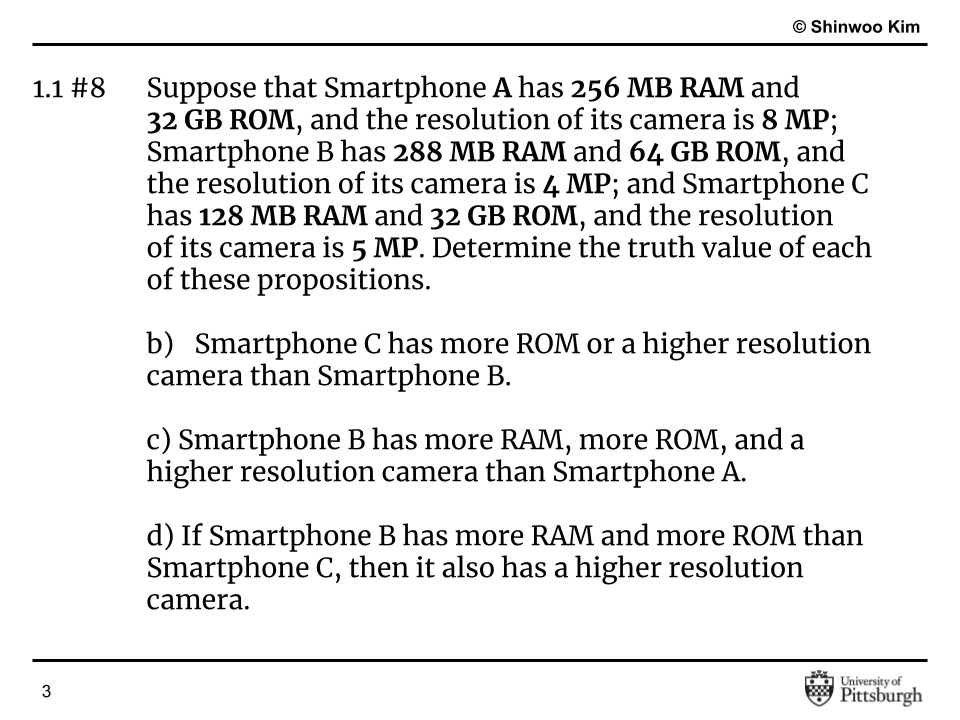 © Shinwoo Kim
1.1 #8 Suppose that Smartphone A has 256 MB RAM and
32 GB ROM, and the resolution of its camera is 8 MP;
Smartphone B has 288 MB RAM and 64 GB ROM, and
the resolution of its camera is 4 MP; and Smartphone C
has 128 MB RAM and 32 GB ROM, and the resolution
of its camera is 5 MP. Determine the truth value of each
of these propositions.
b) Smartphone C has more ROM or a higher resolution
camera than Smartphone B.
c) Smartphone B has more RAM, more ROM, and a
higher resolution camera than Smartphone A.
d) If Smartphone B has more RAM and more ROM than
Smartphone C, then it also has a higher resolution
camera.
3
University of
Pittsburgh